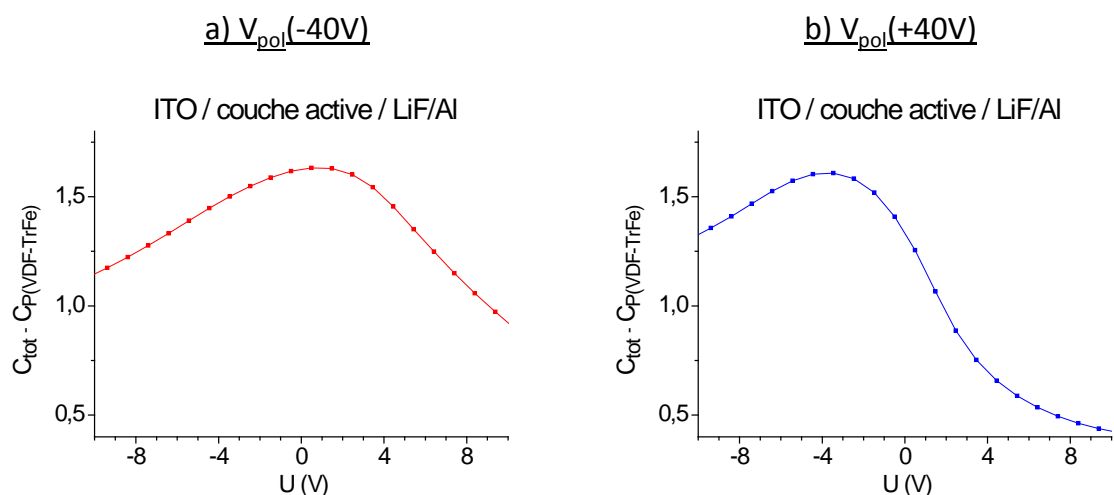 a) Vpol(-40V)
b) Vpol(+40V)
ITO / couche active / LiF/Al
1,5
1,0
0,5
Ctot - CP(VDF-TrFe)
-8
-4
0
4
8
U (V)
ITO / couche active / LiF/Al
1,5
1,0
0,5
Ctot - CP(VDF-TrFe)
-8
-4
0
4
8
U (V)